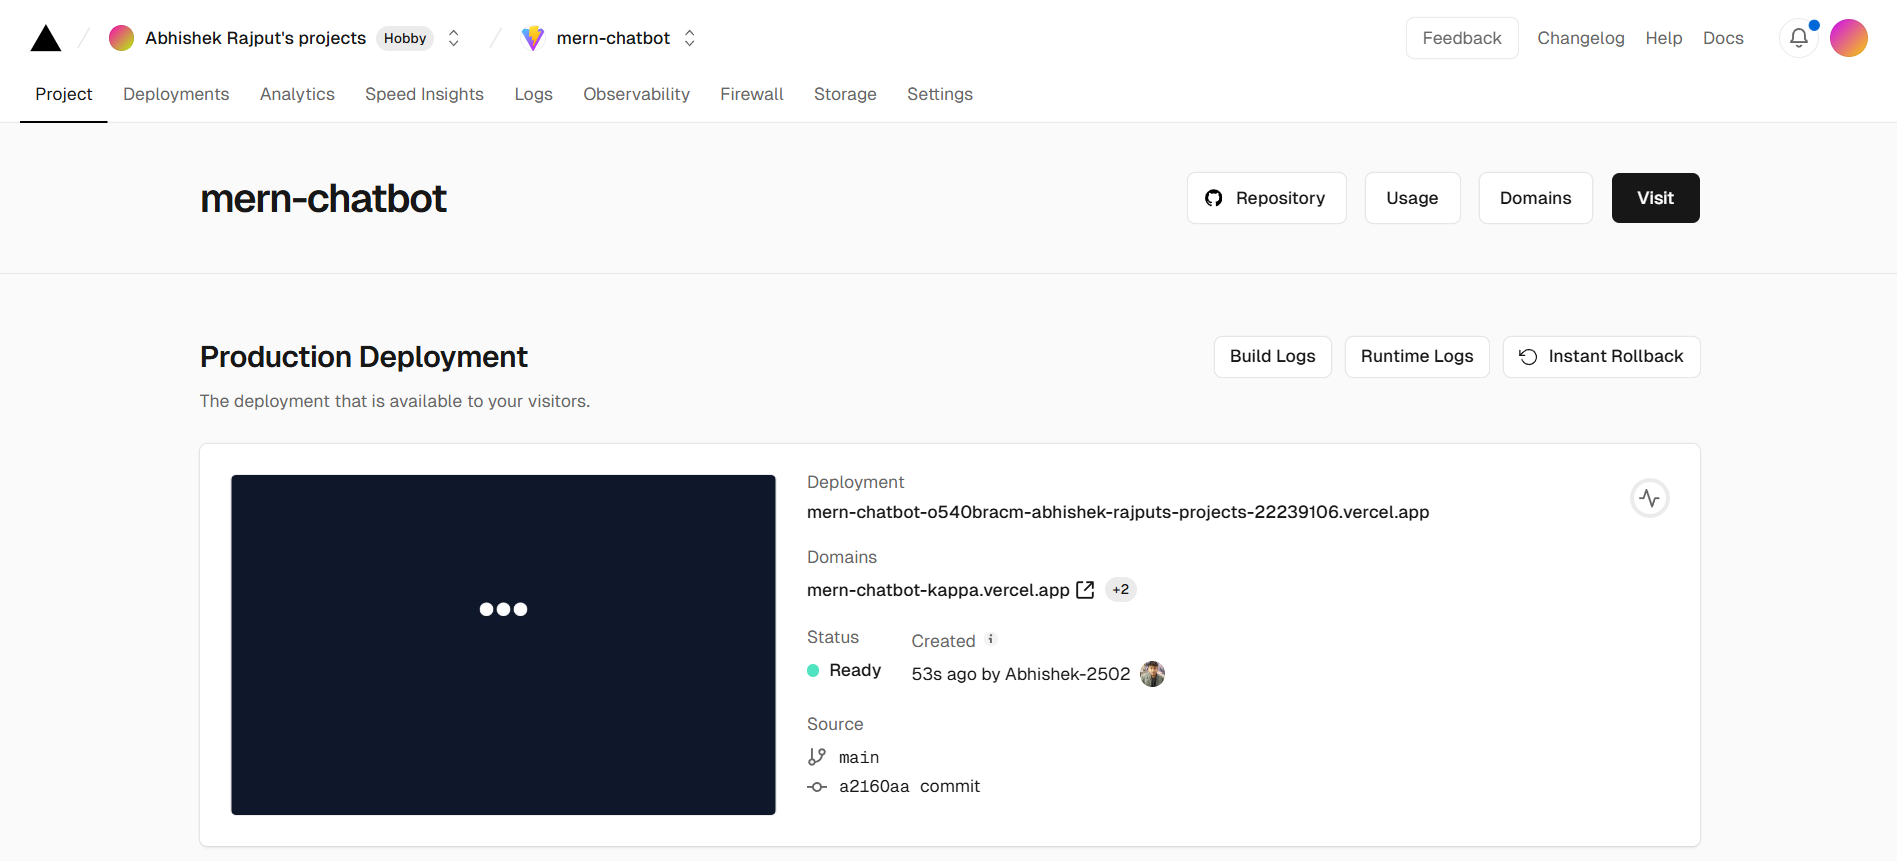 Abhishek Rajput's projects Hobby mern-chatbot Feedback Changelog Help Docs
Project Deployments Analytics Speed Insights Logs Observability Firewall Storage Settings
mern-chatbot Repository Usage Domains Visit
Production Deployment Build Logs Runtime Logs Instant Rollback
The deployment that is available to your visitors.
Deployment
mern-chatbot-o540bracm-abhishek-rajputs-projects-22239106.vercel.app
Domains
mern-chatbot-kappa.vercel.app +2
Status Created
Ready 53s ago by Abhishek-2502
Source
main
a2160aa commit